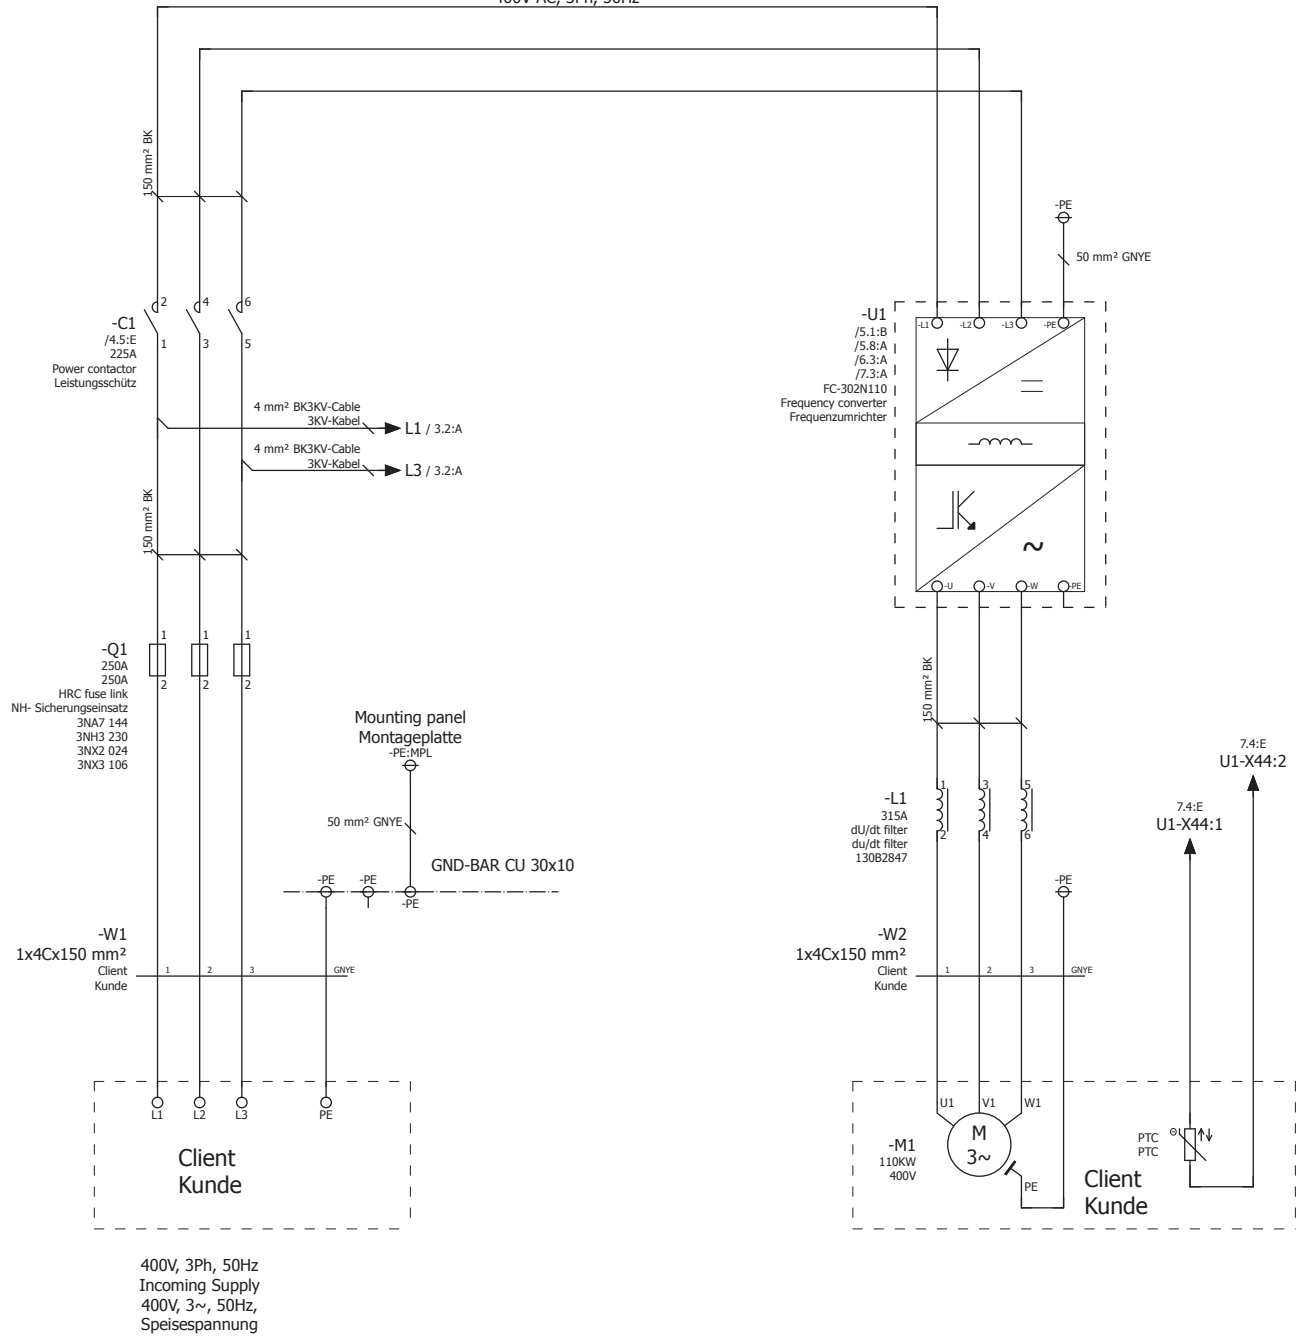 400V AC, 3Ph, 50Hz
150 mm² BK
-C1
/4.5:E
225A
Power contactor
Leistungsschütz
2
4
6
1
3
5
4 mm² BK3KV-Cable
3KV-Kabel
L1 / 3.2:A
4 mm² BK3KV-Cable
3KV-Kabel
L3 / 3.2:A
150 mm² BK
-Q1
250A
250A
HRC fuse link
NH- Sicherungseinsatz
3NA7 144
3NH3 230
3NX2 024
3NX3 106
1
1
1
2
2
2
Mounting panel
Montageplatte
-PE:MPL
50 mm² GNYE
GND-BAR CU 30x10
-PE
-PE
-PE
-W1
1x4Cx150 mm²
Client
Kunde
1
2
3
GNYE
L1
L2
L3
PE
Client
Kunde
400V, 3Ph, 50Hz
Incoming Supply
400V, 3~, 50Hz,
Speisespannung
-PE
50 mm² GNYE
-U1
/5.1:B
/5.8:A
/6.3:A
/7.3:A
FC-302N110
Frequency converter
Frequenzumrichter
-L1
-L2
-L3
-PE
~
-U
-V
-W
-PE
150 mm² BK
-L1
315A
dU/dt filter
du/dt filter
130B2847
1
3
5
2
4
6
-PE
-W2
1x4Cx150 mm²
Client
Kunde
1
2
3
GNYE
7.4:E
U1-X44:2
7.4:E
U1-X44:1
U1
V1
W1
-M1
110KW
400V
M
3~
PE
PTC
PTC
Client
Kunde